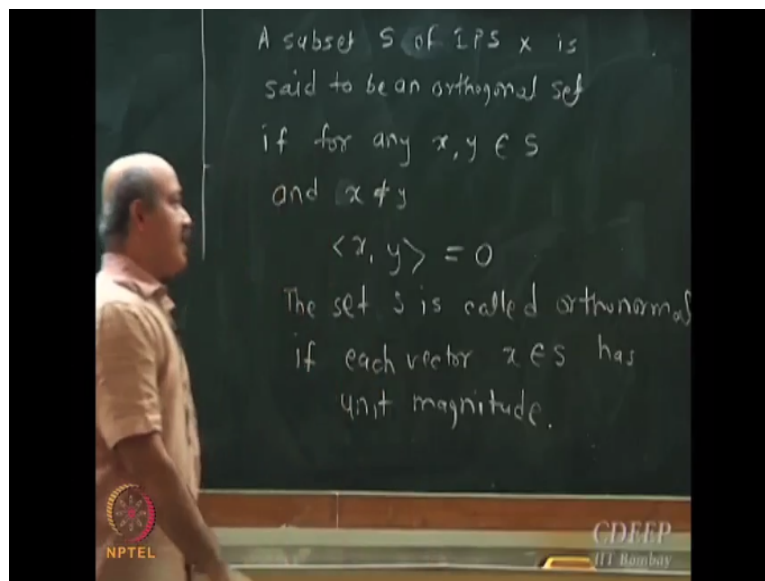 A subset S of IPS X is
said to be an orthogonal set
if for any x, y ∈ S
and x ≠ y
<x, y> = 0
The set S is called orthonormal
if each vector x ∈ S has
unit magnitude.
NPTEL
CDEEP
IIT Bombay